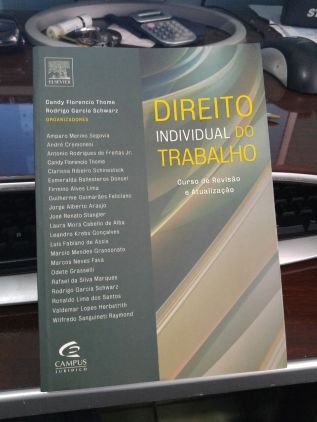 ELSEVIER
Candy Florencio Thome
Rodrigo Garcia Schwarz
ORGANIZADORES
Amparo Merino Segovia
André Cremonesi
Antonio Rodrigues de Freitas Jr.
Candy Florencio Thome
Clarissa Ribeiro Schinestsck
Esmeralda Ballesteros Doncel
Firmino Alves Lima
Guilherme Guimarães Feliciano
Jorge Alberto Araujo
José Renato Stangler
Laura Mora Cabello de Alba
Leandro Krebs Gonçalves
Luis Fabiano de Assis
Márcio Mendes Granconato
Marcos Neves Fava
Odete Grasselli
Rafael da Silva Marques
Rodrigo Garcia Schwarz
Ronaldo Lima dos Santos
Valdemar Lopes Herbstrith
Wilfredo Sanguineti Raymond
CAMPUS
JURÍDICO
DIREITO
INDIVIDUAL DO
TRABALHO
Curso de Revisão
e Atualização